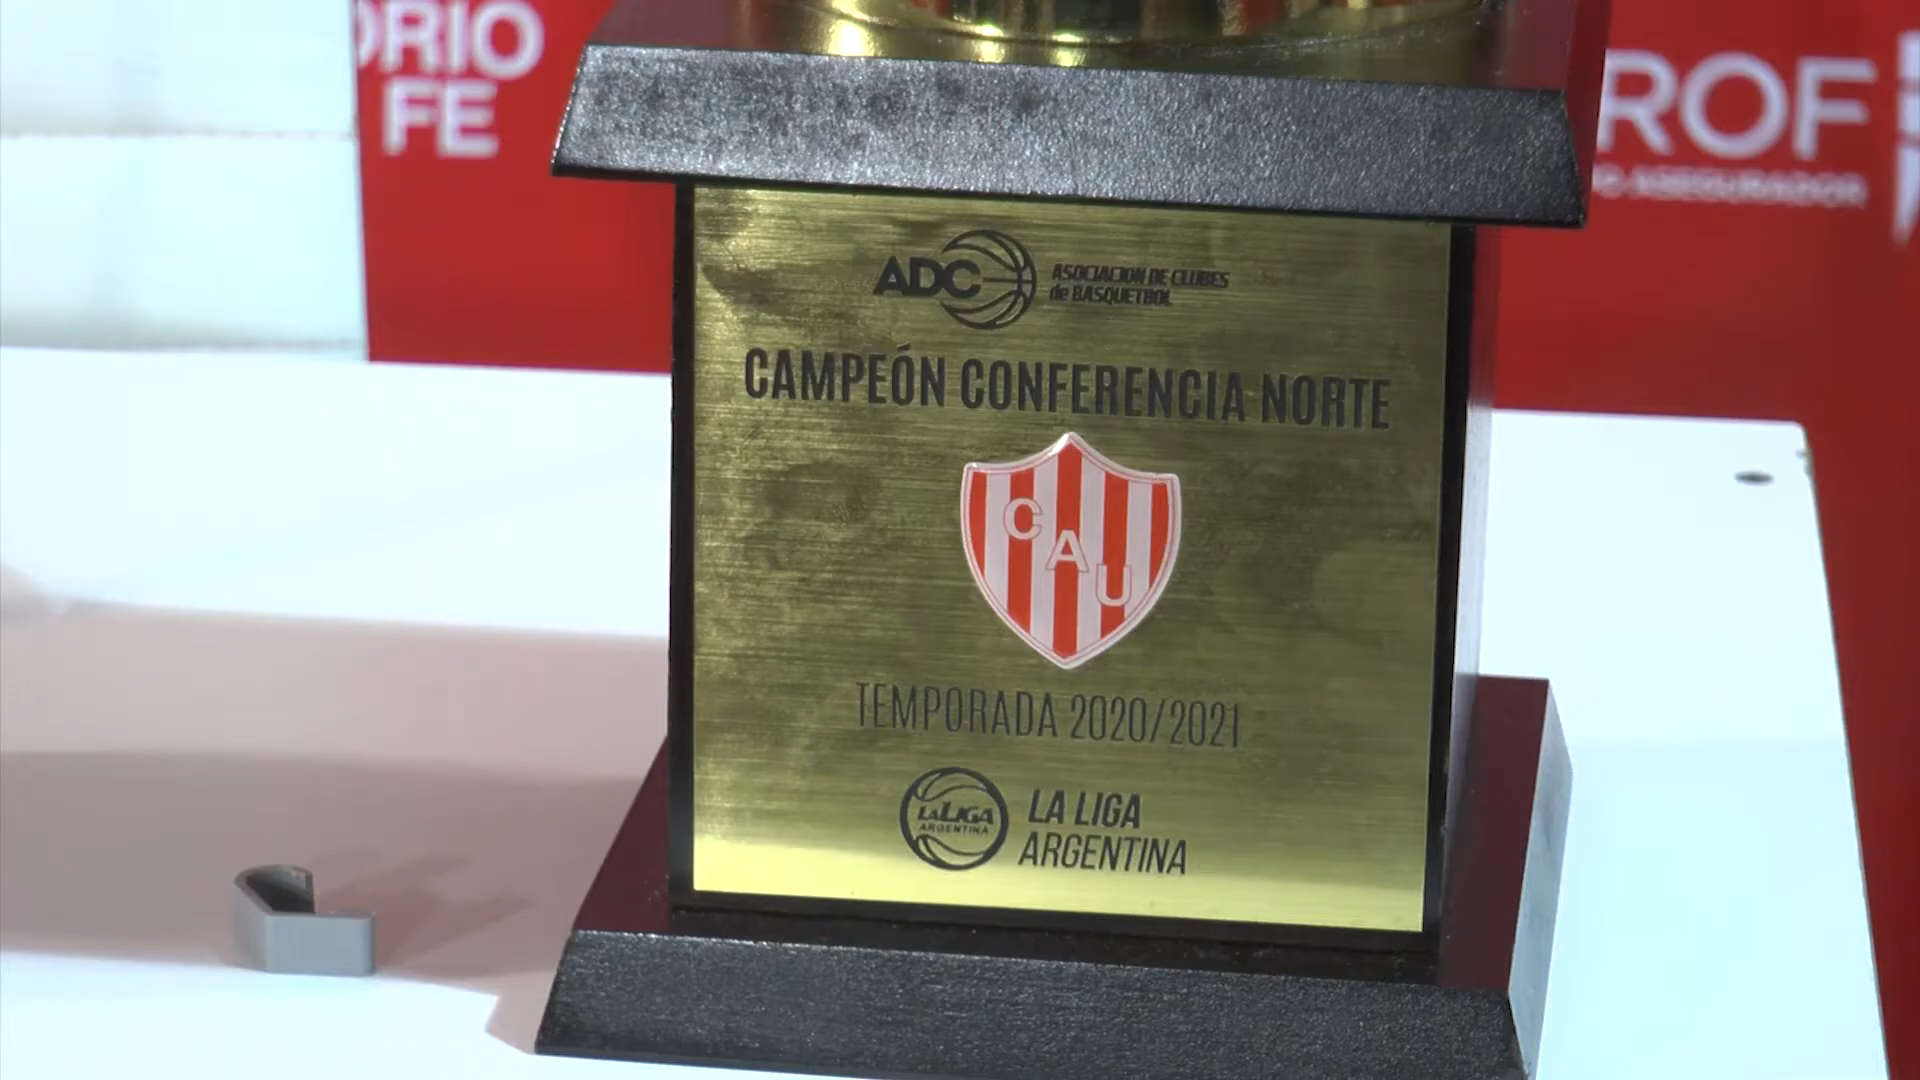 ORIO
FE
ROF
O ASEGURADOR
ADC
ASOCIACION DE CLUBES
de BASQUETBOL
CAMPEÓN CONFERENCIA NORTE
C
A
U
TEMPORADA 2020/2021
LALIGA
ARGENTINA
LA LIGA
ARGENTINA